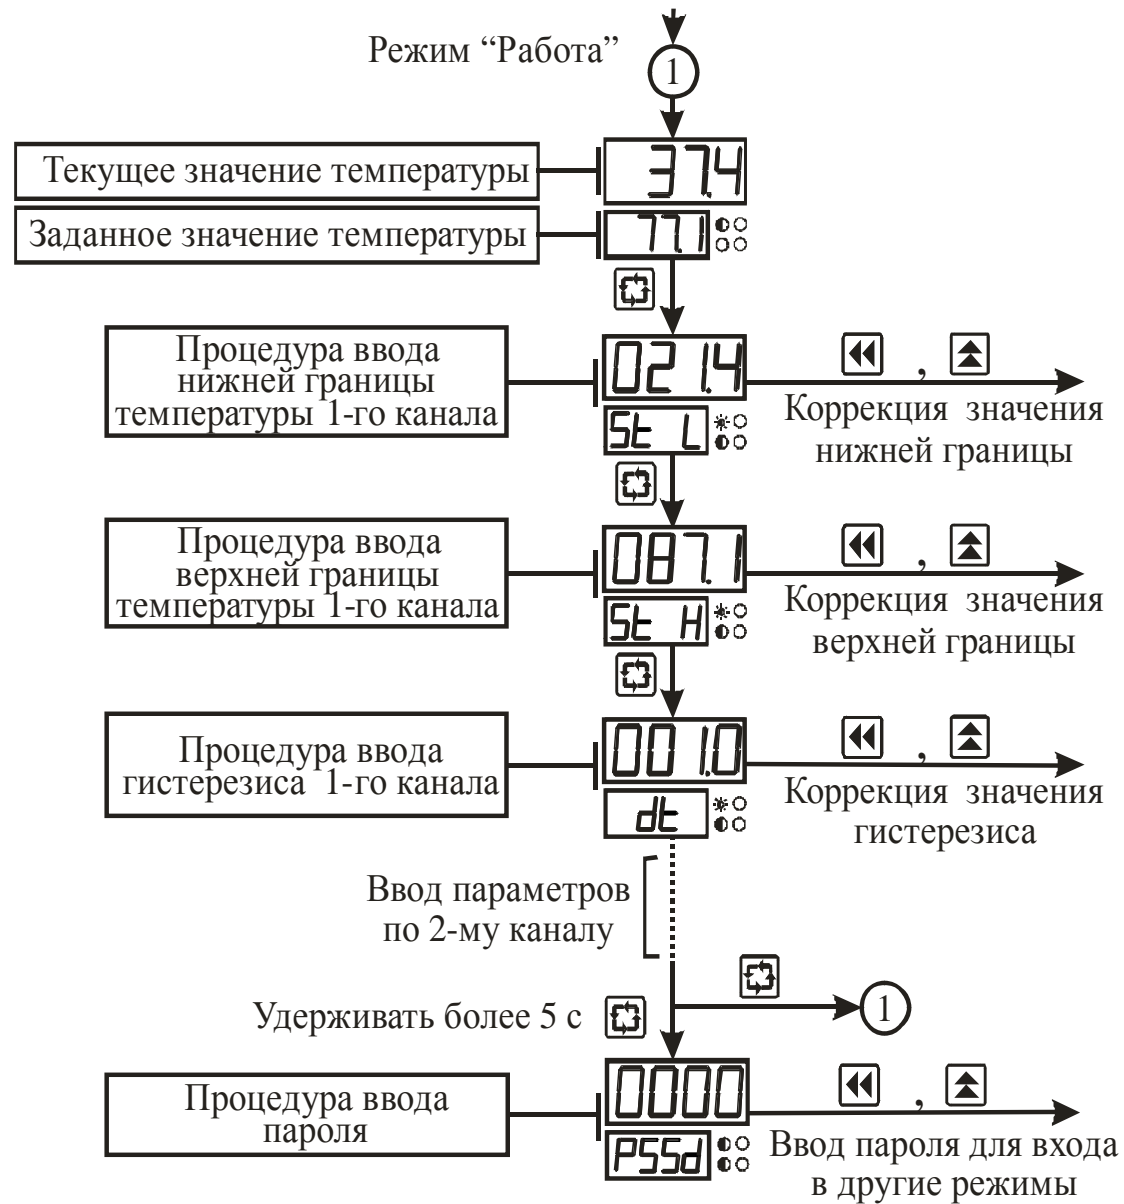 Режим “Работа”
1
Текущее значение температуры
37.4
Заданное значение температуры
77.1
Процедура ввода
нижней границы
температуры 1-го канала
021.4
St L
,
Коррекция значения
нижней границы
Процедура ввода
верхней границы
температуры 1-го канала
087.1
St H
,
Коррекция значения
верхней границы
Процедура ввода
гистерезиса 1-го канала
001.0
dt
,
Коррекция значения
гистерезиса
Ввод параметров
по 2-му каналу
Удерживать более 5 с
1
Процедура ввода
пароля
0000
PSSd
,
Ввод пароля для входа
в другие режимы